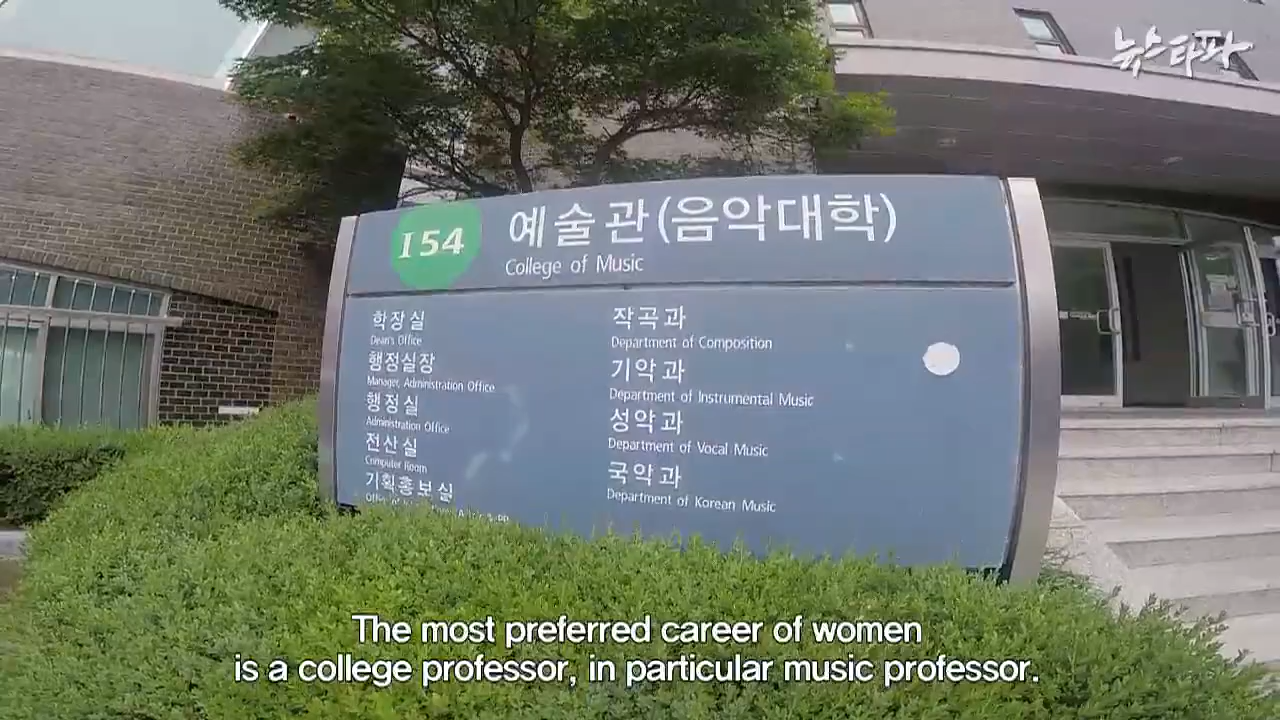 뉴스타파
I54
예술관(음악대학)
College of Music
학장실
Dean's Office
행정실장
Manager, Administration Office
행정실
Administration Office
전산실
Computer Room
기획홍보실
작곡과
Department of Composition
기악과
Department of Instrumental Music
성악과
Department of Vocal Music
국악과
Department of Korean Music
The most preferred career of women
is a college professor, in particular music professor.